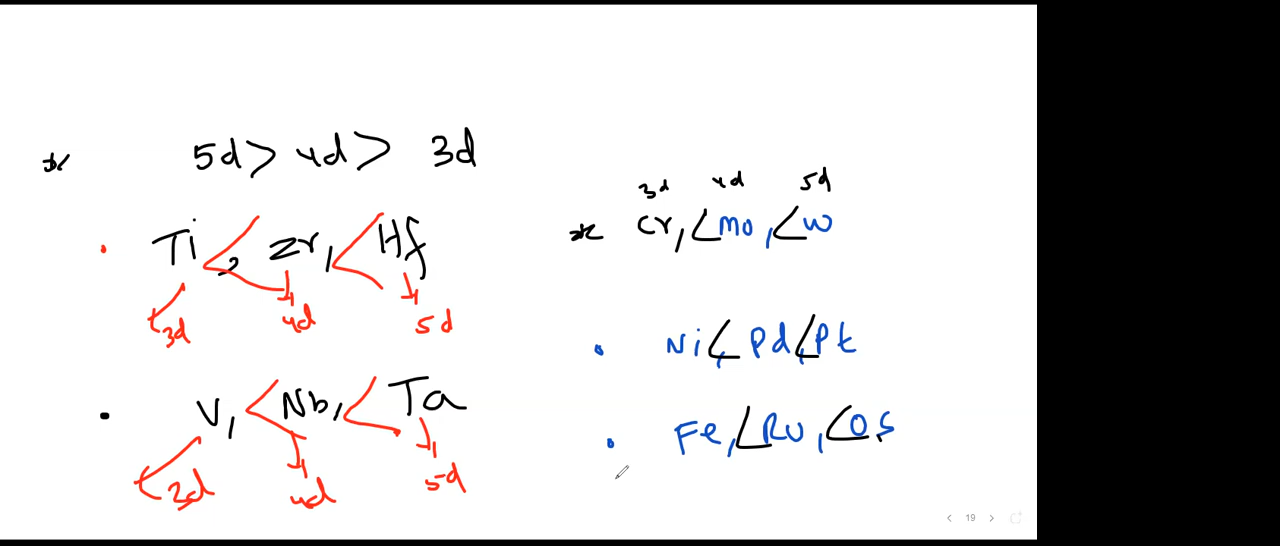 * 5d > 4d > 3d
• Ti, < Zr, < Hf
3d 4d 5d
• V, < Nb, < Ta
3d 4d 5d
3d 4d 5d
* Cr, < Mo, < W
• Ni, < Pd, < Pt
• Fe, < Ru, < Os
< 19 >